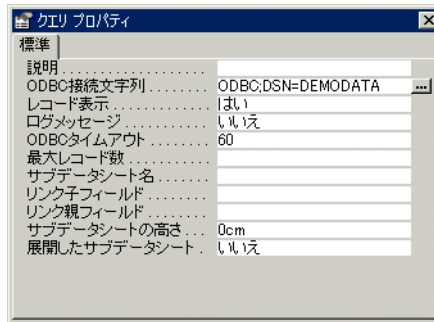 クエリ プロパティ
標準
説明
ODBC接続文字列 ODBC;DSN=DEMODATA ...
レコード表示 はい
ログメッセージ いいえ
ODBCタイムアウト 60
最大レコード数
サブデータシート名
リンク子フィールド
リンク親フィールド
サブデータシートの高さ 0cm
展開したサブデータシート いいえ